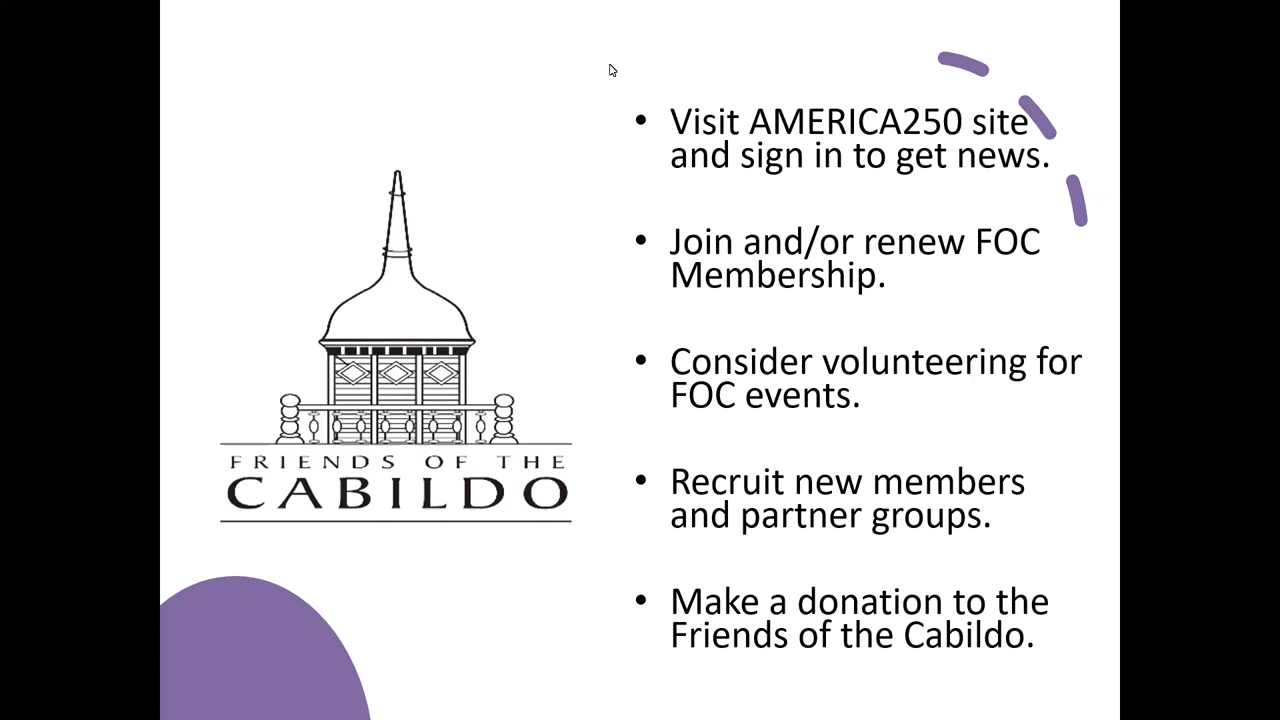 FRIENDS OF THE
CABILDO
• Visit AMERICA250 site
and sign in to get news.
• Join and/or renew FOC
Membership.
• Consider volunteering for
FOC events.
• Recruit new members
and partner groups.
• Make a donation to the
Friends of the Cabildo.